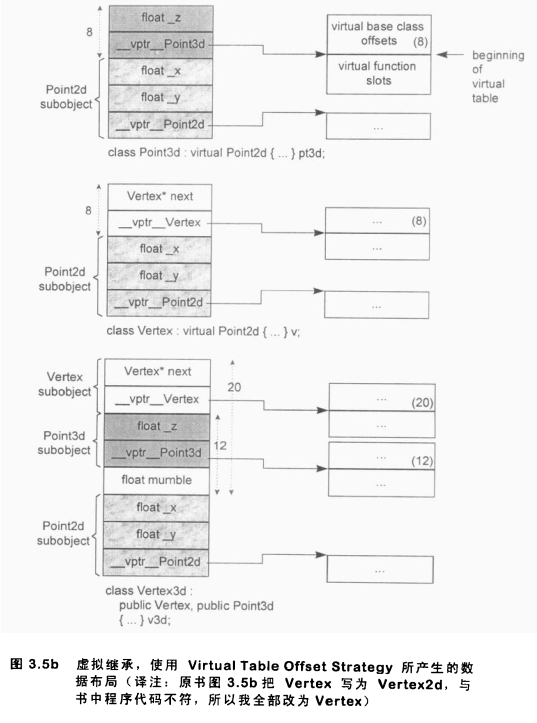 float _z
8
__vptr__Point3d
virtual base class
offsets (8)
virtual function
slots
beginning
of
virtual
table
Point2d
subobject
float _x
float _y
__vptr__Point2d
...
class Point3d : virtual Point2d { ... } pt3d;
Vertex* next
8
__vptr__Vertex
... (8)
...
Point2d
subobject
float _x
float _y
__vptr__Point2d
...
class Vertex : virtual Point2d { ... } v;
Vertex
subobject
Vertex* next
20
__vptr__Vertex
... (20)
...
Point3d
subobject
float _z
12
__vptr__Point3d
... (12)
...
float mumble
Point2d
subobject
float _x
float _y
__vptr__Point2d
...
class Vertex3d :
public Vertex, public Point3d
{ ... } v3d;
图 3.5b 虚拟继承，使用 Virtual Table Offset Strategy 所产生的数
据布局（译注：原书图 3.5b 把 Vertex 写为 Vertex2d，与
书中程序代码不符，所以我全部改为 Vertex）